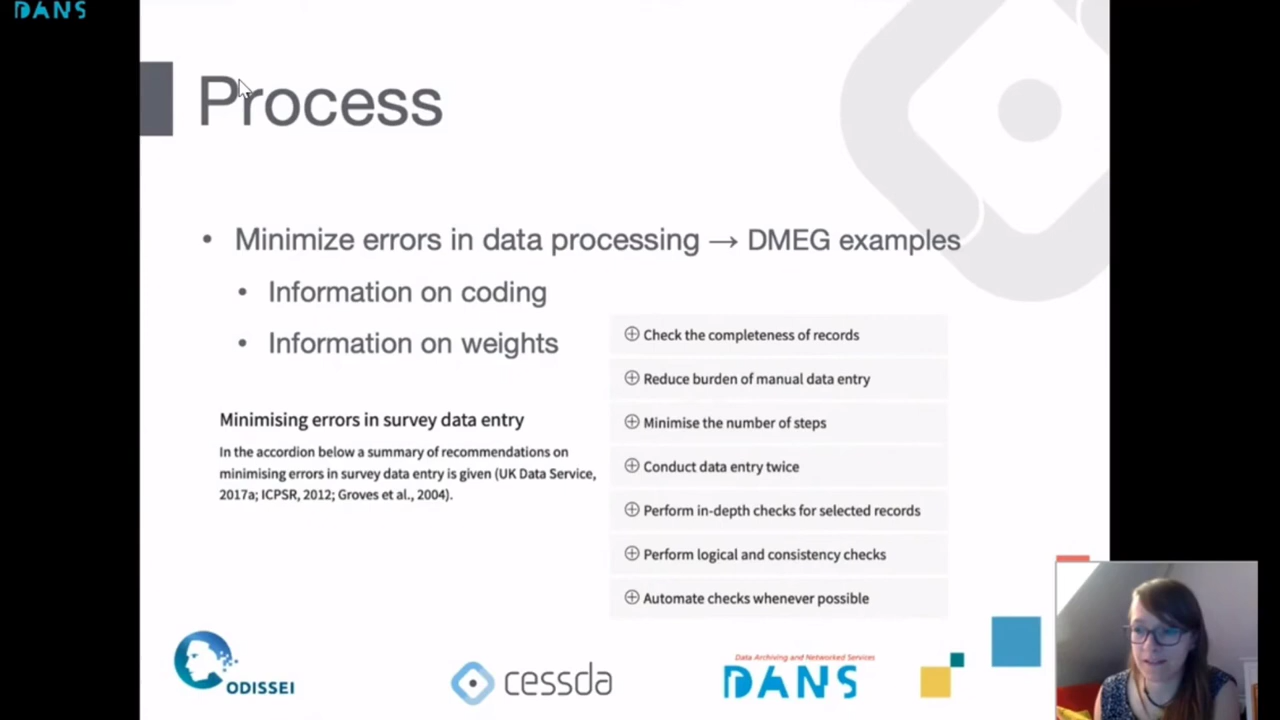 DANS
Process
• Minimize errors in data processing → DMEG examples
• Information on coding
• Information on weights
Minimising errors in survey data entry
In the accordion below a summary of recommendations on
minimising errors in survey data entry is given (UK Data Service,
2017a; ICPSR, 2012; Groves et al., 2004).
Check the completeness of records
Reduce burden of manual data entry
Minimise the number of steps
Conduct data entry twice
Perform in-depth checks for selected records
Perform logical and consistency checks
Automate checks whenever possible
ODISSEI
cessda
Data Archiving and Networked Services
DANS